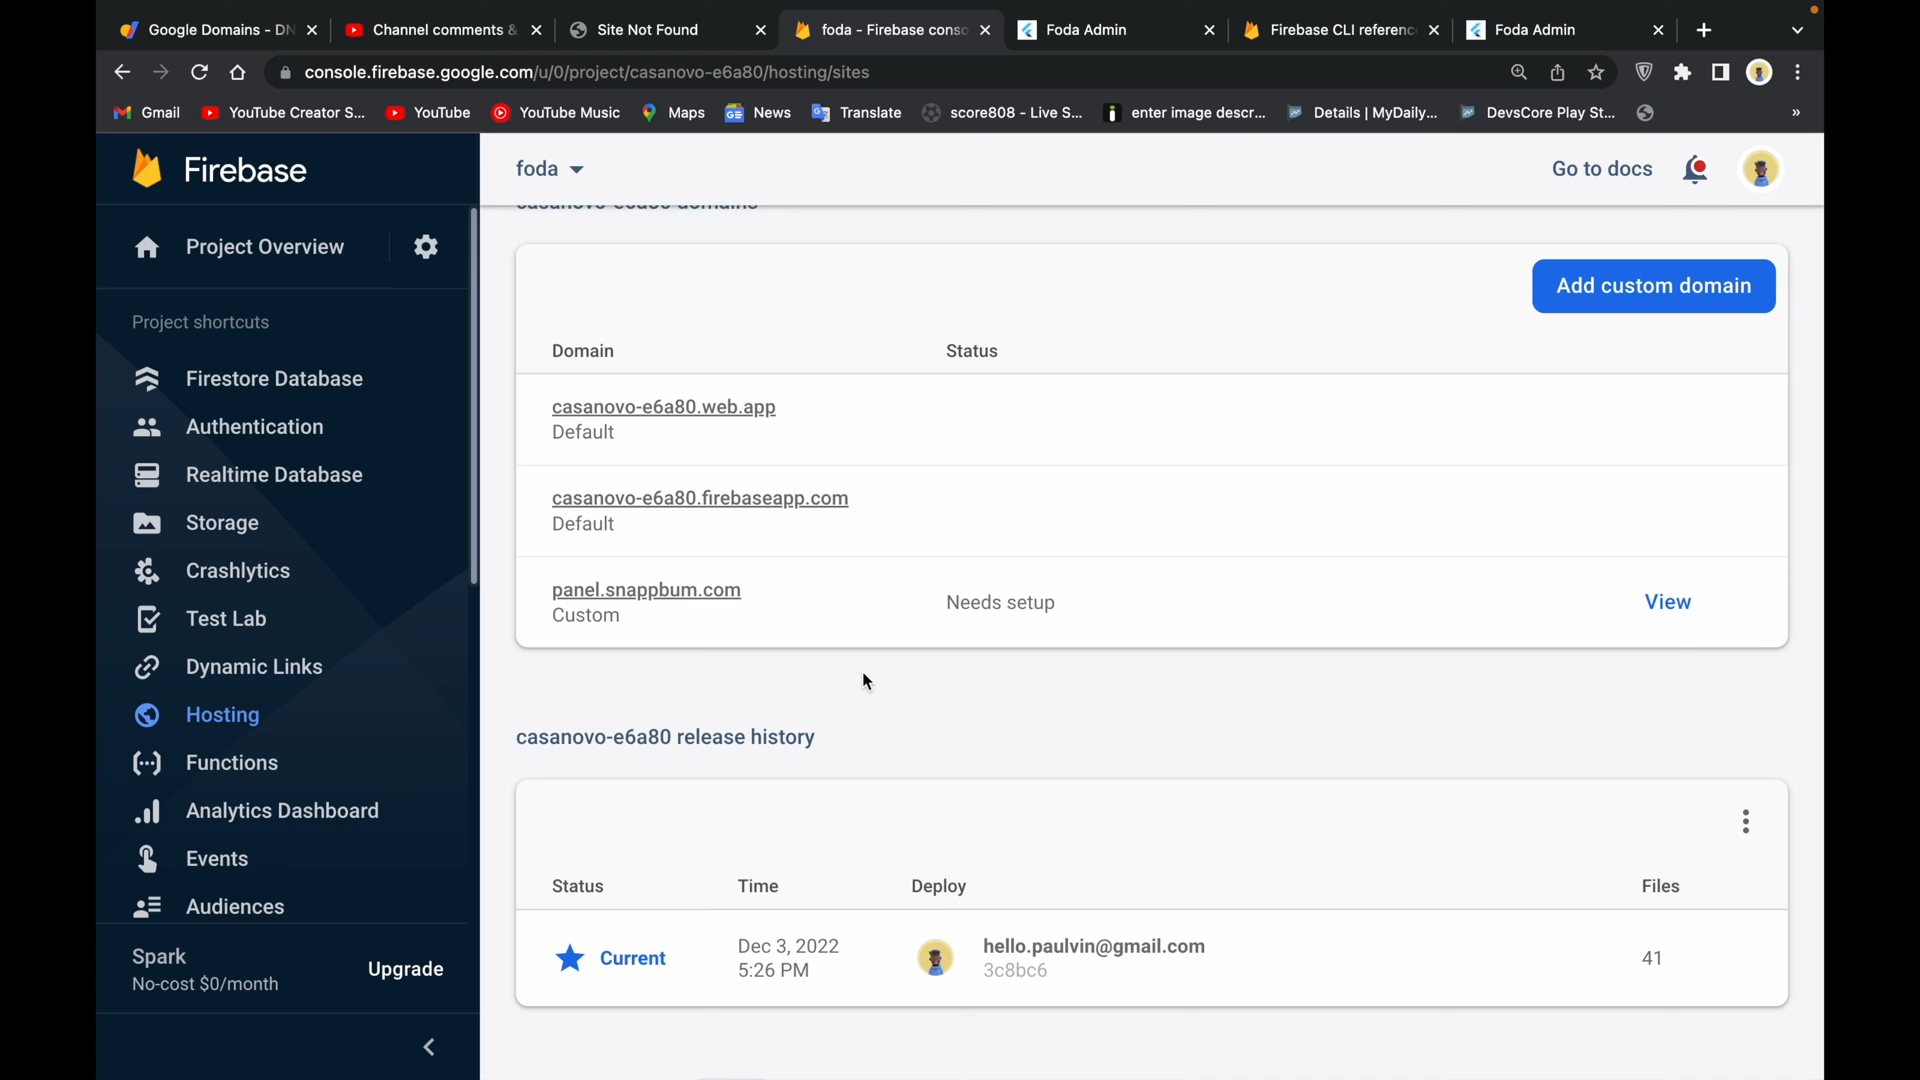 Google Domains - DN
Channel comments &
Site Not Found
foda - Firebase conso
Foda Admin
Firebase CLI referenc
Foda Admin
console.firebase.google.com/u/0/project/casanovo-e6a80/hosting/sites
Gmail
YouTube Creator S...
YouTube
YouTube Music
Maps
News
Translate
score808 - Live S...
enter image descr...
Details | MyDaily...
DevsCore Play St...
»
Firebase
foda
Go to docs
casanovo-e6a80 domains
Project Overview
Add custom domain
Project shortcuts
Domain
Status
Firestore Database
casanovo-e6a80.web.app
Default
Authentication
Realtime Database
casanovo-e6a80.firebaseapp.com
Default
Storage
Crashlytics
panel.snappbum.com
Custom
Needs setup
View
Test Lab
Dynamic Links
Hosting
casanovo-e6a80 release history
Functions
Analytics Dashboard
Events
Status
Time
Deploy
Files
Audiences
Current
Dec 3, 2022
5:26 PM
hello.paulvin@gmail.com
3c8bc6
41
Spark
No-cost $0/month
Upgrade